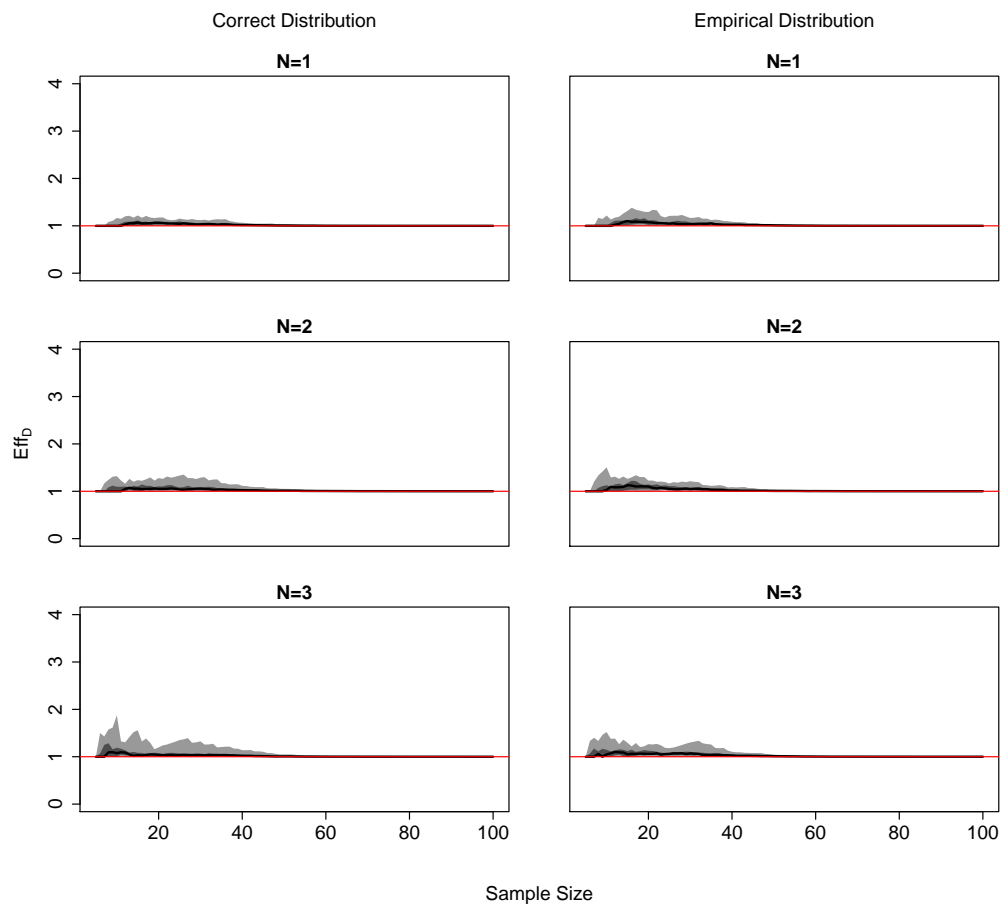 Correct Distribution
Empirical Distribution
N=1
N=1
0 1 2 3 4
N=2
N=2
0 1 2 3 4
Eff_D
N=3
N=3
0 1 2 3 4
20 40 60 80 100
20 40 60 80 100
Sample Size